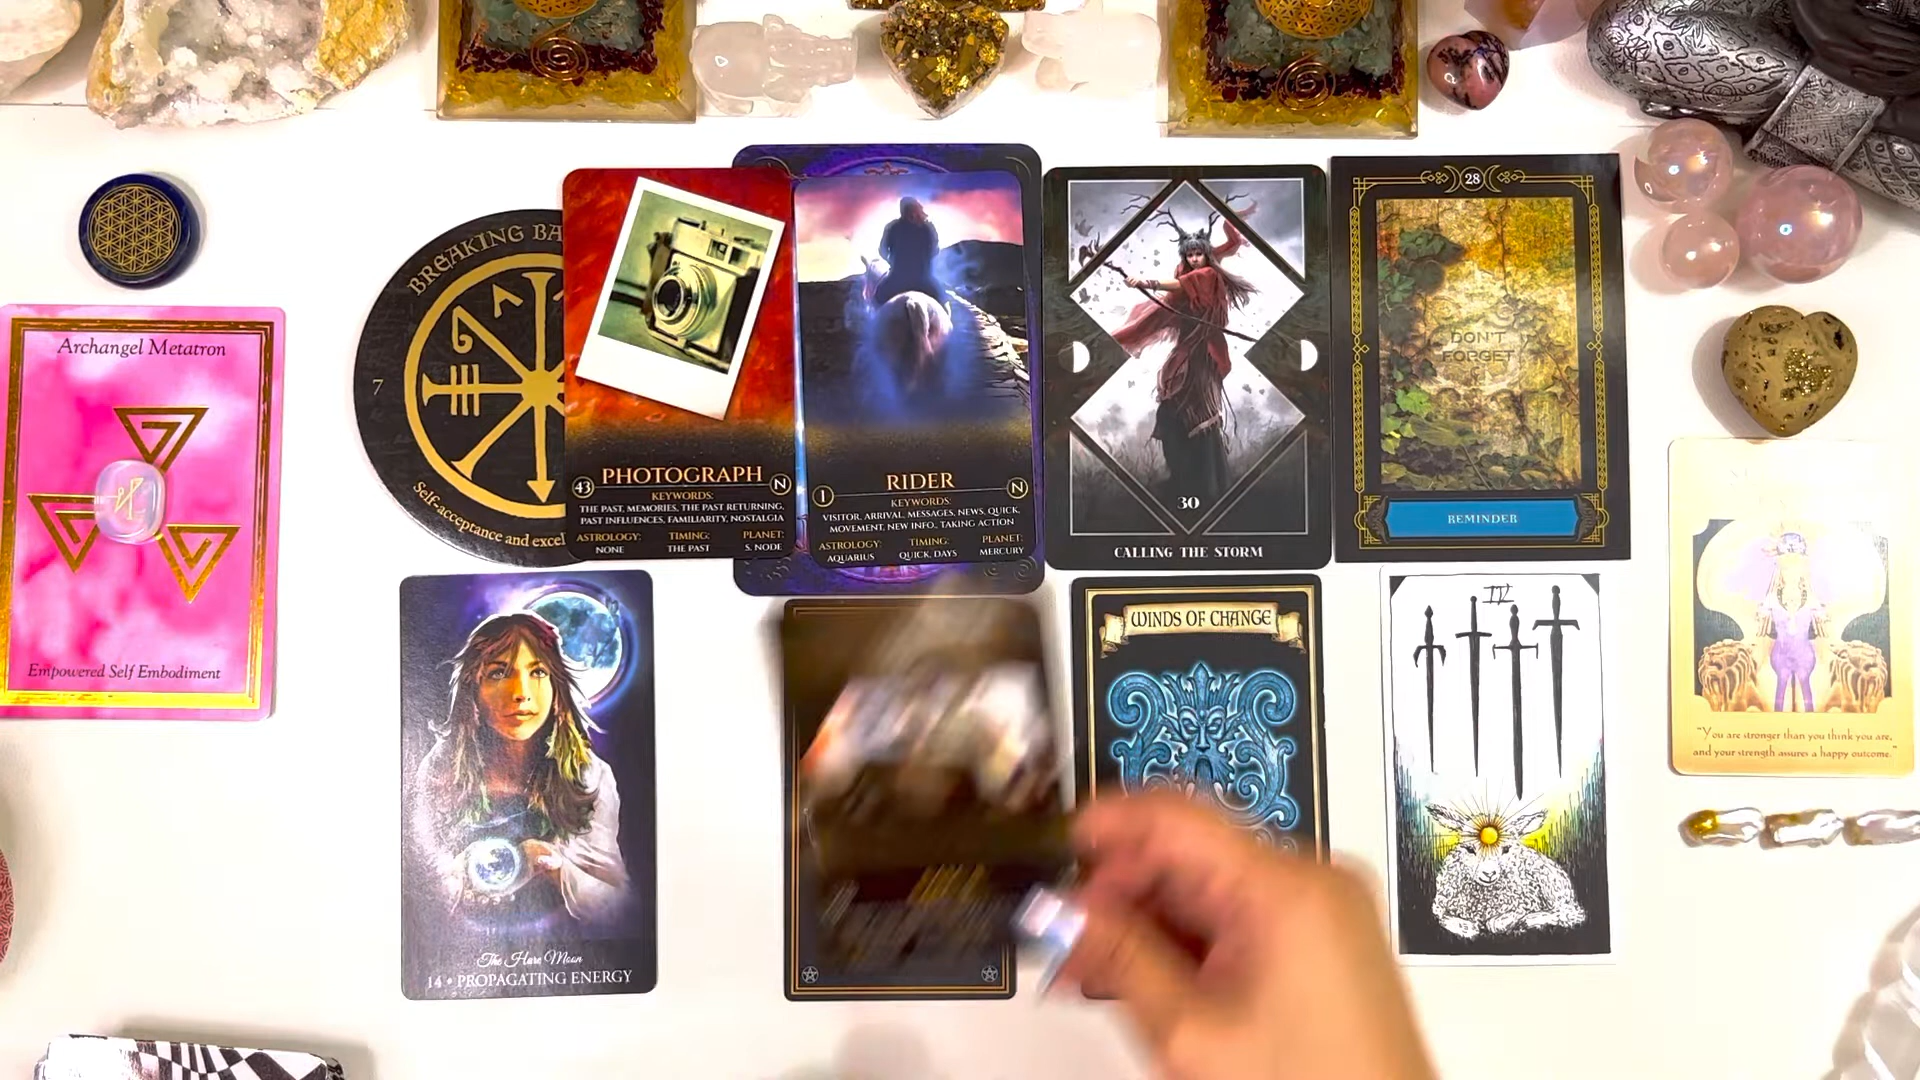 Archangel Metatron
Empowered Self Embodiment
BREAKING BA
7
Self-acceptance and excel
PHOTOGRAPH
43
N
KEYWORDS:
THE PAST, MEMORIES, THE PAST RETURNING,
PAST INFLUENCES, FAMILIARITY, NOSTALGIA
ASTROLOGY: TIMING: PLANET:
NONE THE PAST S. NODE
RIDER
1
N
KEYWORDS:
VISITOR, ARRIVAL, MESSAGES, NEWS, QUICK,
MOVEMENT, NEW INFO., TAKING ACTION
ASTROLOGY: TIMING: PLANET:
AQUARIUS QUICK, DAYS MERCURY
30
CALLING THE STORM
28
DON'T
FORGET
REMINDER
The Hare Moon
14 • PROPAGATING ENERGY
WINDS OF CHANGE
IV
"You are stronger than you think you are,
and your strength assures a happy outcome."